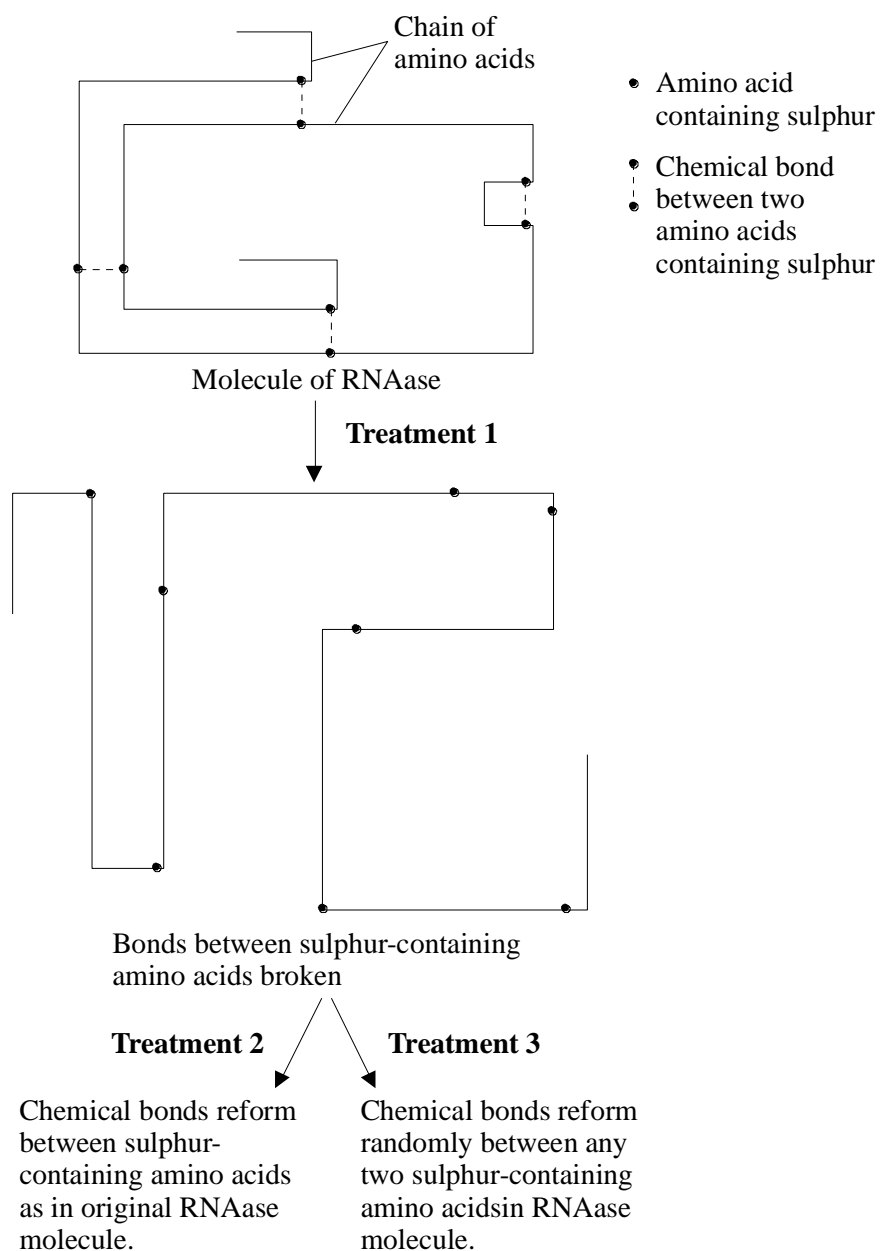 Chain of
amino acids
Amino acid
containing sulphur
Chemical bond
between two
amino acids
containing sulphur
Molecule of RNAase
Treatment 1
Bonds between sulphur-containing
amino acids broken
Treatment 2
Treatment 3
Chemical bonds reform
between sulphur-
containing amino acids
as in original RNAase
molecule.
Chemical bonds reform
randomly between any
two sulphur-containing
amino acidsin RNAase
molecule.